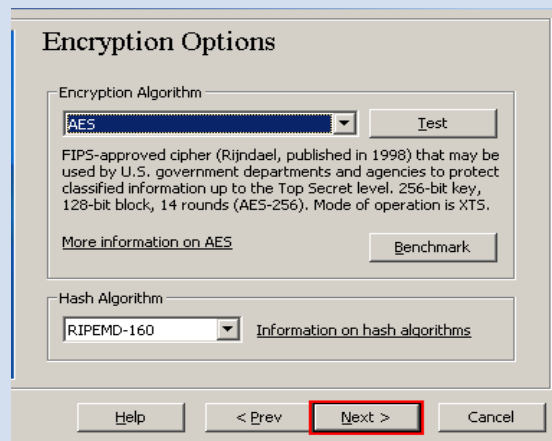 Encryption Options
Encryption Algorithm
AES
Test
FIPS-approved cipher (Rijndael, published in 1998) that may be
used by U.S. government departments and agencies to protect
classified information up to the Top Secret level. 256-bit key,
128-bit block, 14 rounds (AES-256). Mode of operation is XTS.
More information on AES
Benchmark
Hash Algorithm
RIPEMD-160
Information on hash algorithms
Help
< Prev
Next >
Cancel